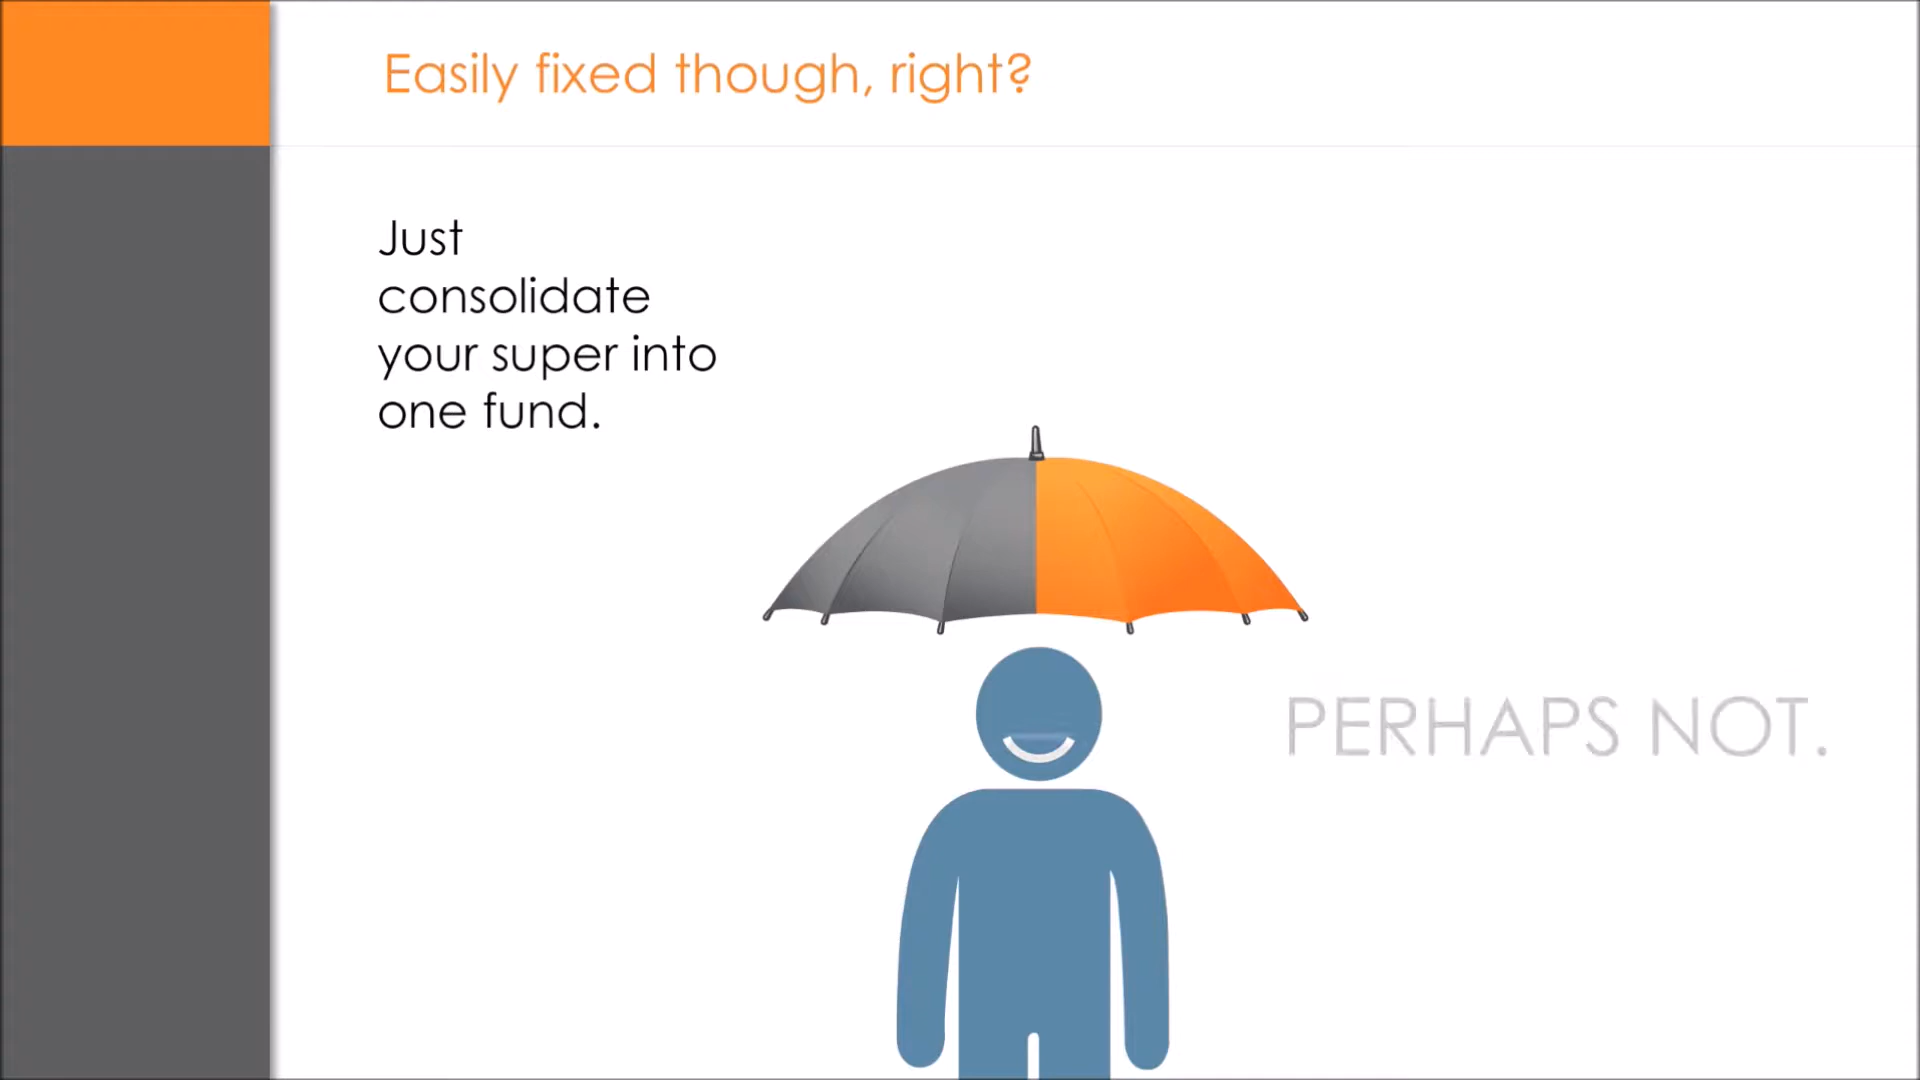 Easily fixed though, right?
Just
consolidate
your super into
one fund.
PERHAPS NOT.